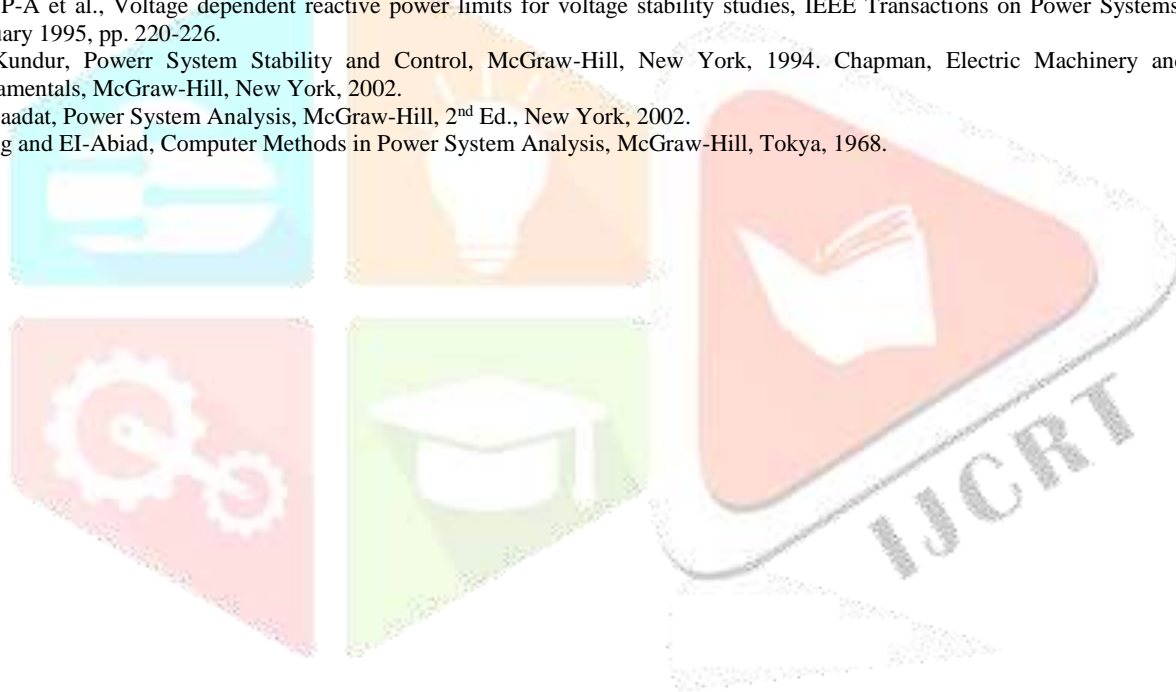 P-A et al., Voltage dependent reactive power limits for voltage stability studies, IEEE Transactions on Power Systems
uary 1995, pp. 220-226.
Kundur, Powerr System Stability and Control, McGraw-Hill, New York, 1994. Chapman, Electric Machinery an
amentals, McGraw-Hill, New York, 2002.
aadat, Power System Analysis, McGraw-Hill, 2nd Ed., New York, 2002.
g and EI-Abiad, Computer Methods in Power System Analysis, McGraw-Hill, Tokya, 1968.
IJCRT